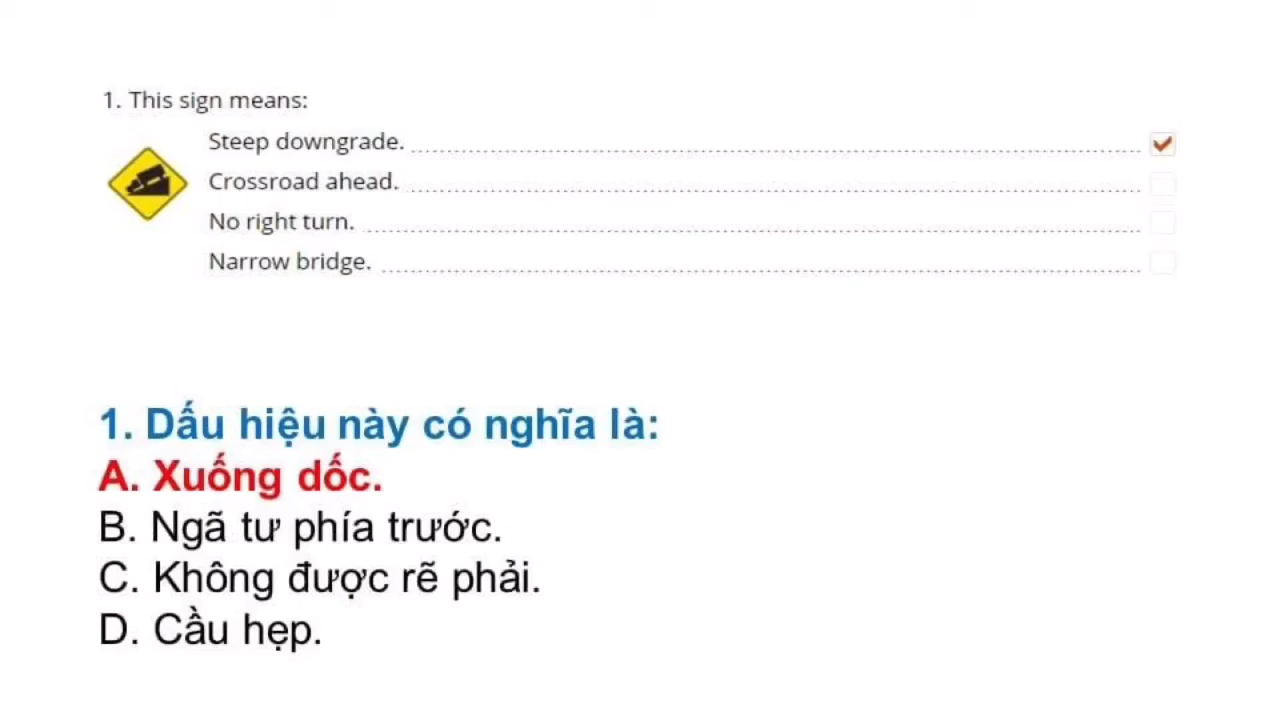 1. This sign means:
Steep downgrade.
Crossroad ahead.
No right turn.
Narrow bridge.
1. Dấu hiệu này có nghĩa là:
A. Xuống dốc.
B. Ngã tư phía trước.
C. Không được rẽ phải.
D. Cầu hẹp.